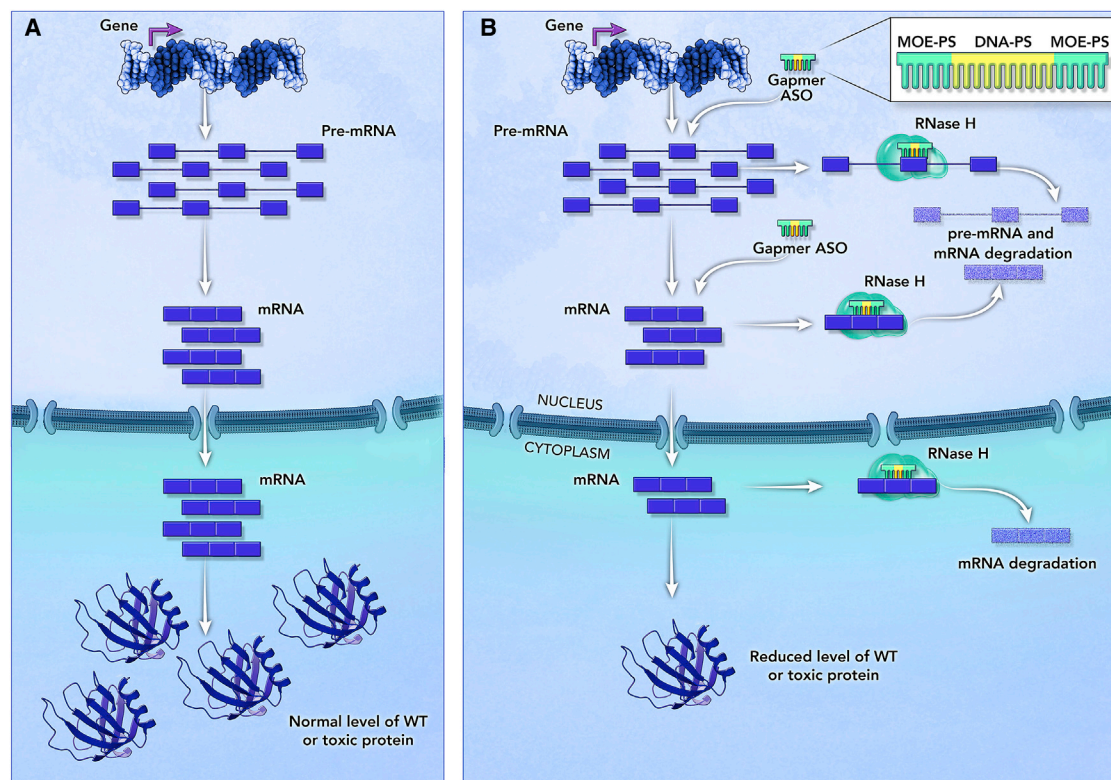 A
Gene
Pre-mRNA
mRNA
mRNA
Normal level of WT
or toxic protein
B
Gene
Gapmer
ASO
MOE-PS DNA-PS MOE-PS
Pre-mRNA
RNase H
pre-mRNA and
mRNA degradation
Gapmer ASO
RNase H
mRNA
NUCLEUS
CYTOPLASM
RNase H
mRNA
mRNA degradation
Reduced level of WT
or toxic protein